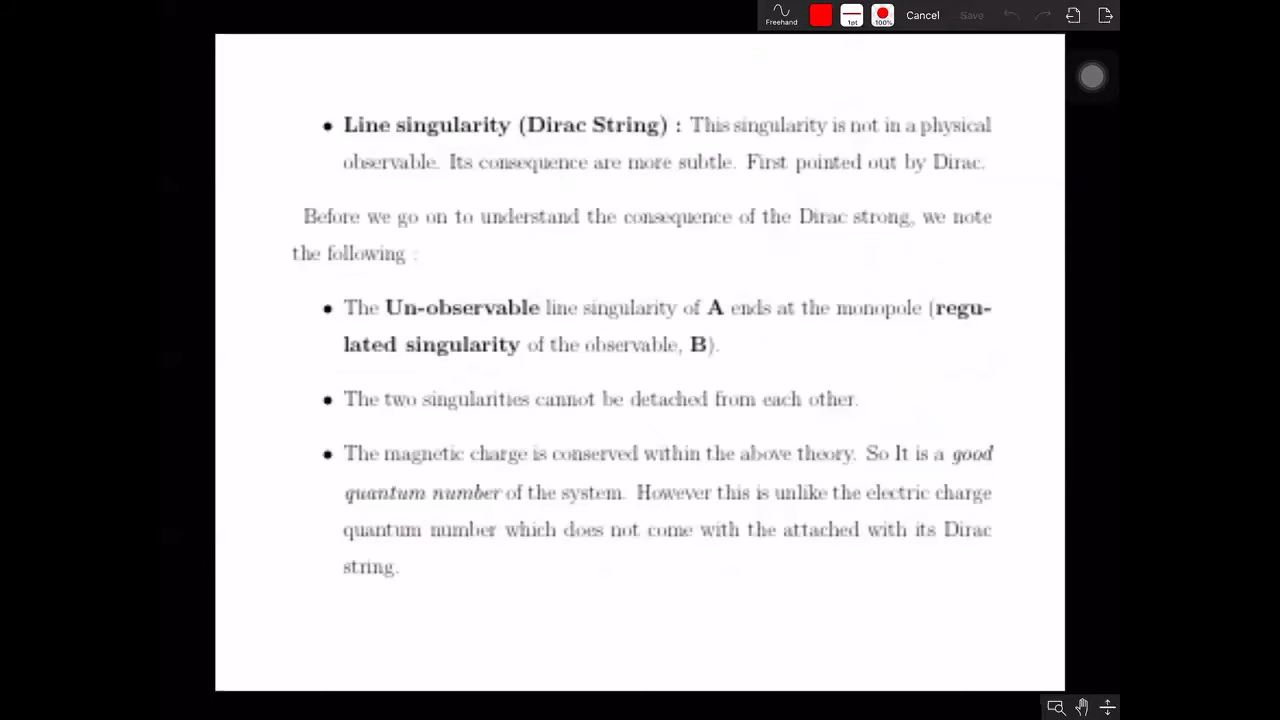 Freehand
1pt
100%
Cancel
Save
• Line singularity (Dirac String) : This singularity is not in a physical
observable. Its consequence are more subtle. First pointed out by Dirac.
Before we go on to understand the consequence of the Dirac strong, we note
the following :
• The Un-observable line singularity of A ends at the monopole (regu-
lated singularity of the observable, B).
• The two singularities cannot be detached from each other.
• The magnetic charge is conserved within the above theory. So It is a good
quantum number of the system. However this is unlike the electric charge
quantum number which does not come with the attached with its Dirac
string.